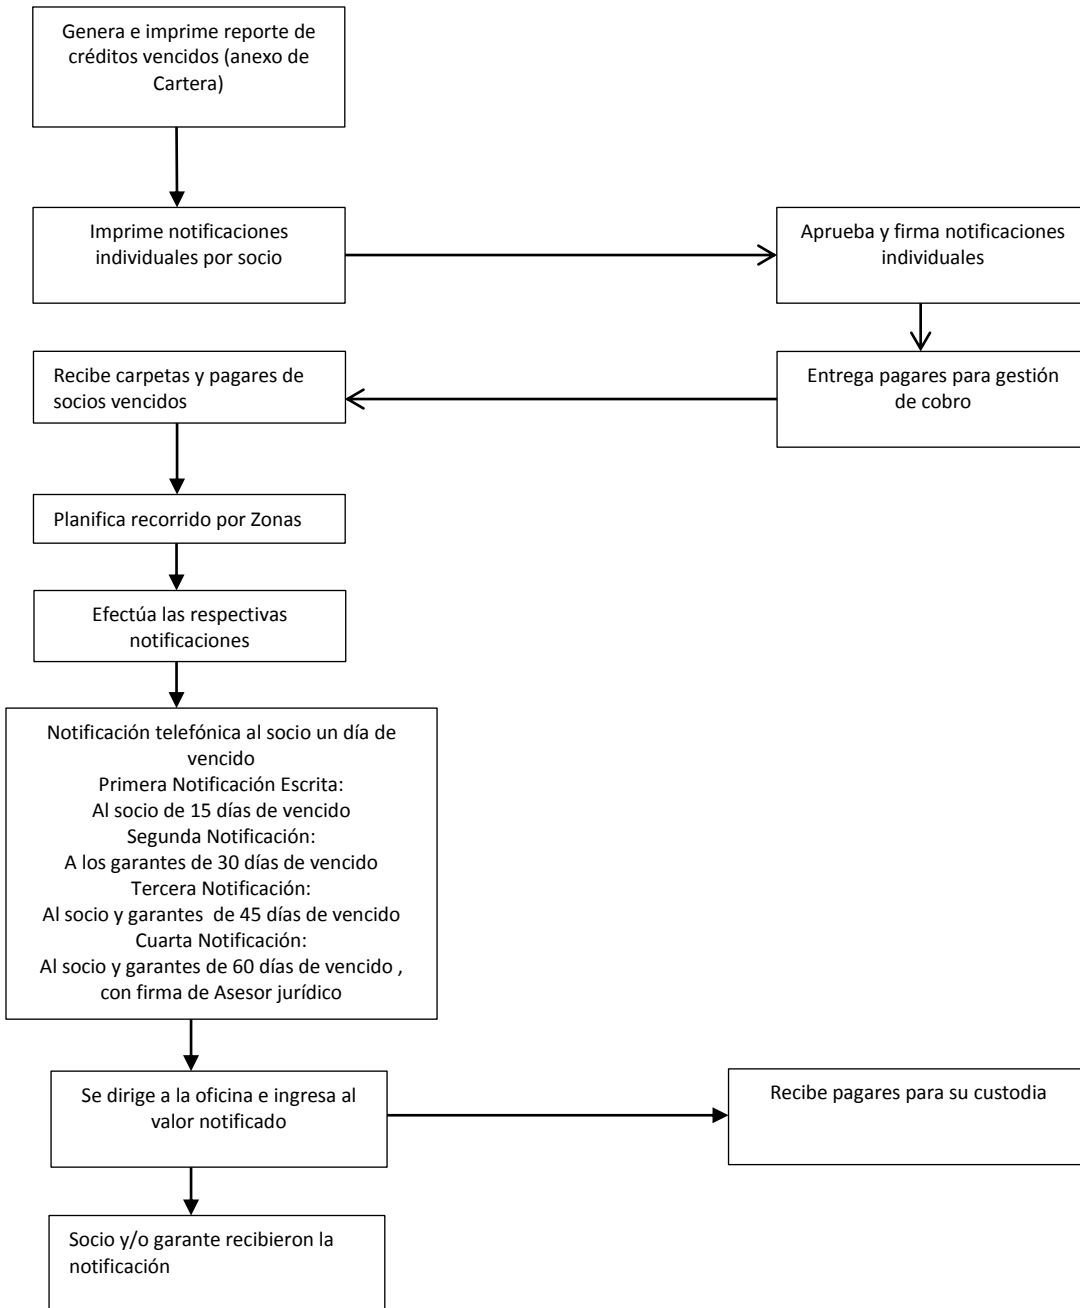 Genera e imprime reporte de
créditos vencidos (anexo de
Cartera)
Imprime notificaciones
individuales por socio
Aprueba y firma notificaciones
individuales
Recibe carpetas y pagares de
socios vencidos
Entrega pagares para gestión
de cobro
Planifica recorrido por Zonas
Efectúa las respectivas
notificaciones
Notificación telefónica al socio un día de
vencido
Primera Notificación Escrita:
Al socio de 15 días de vencido
Segunda Notificación:
A los garantes de 30 días de vencido
Tercera Notificación:
Al socio y garantes de 45 días de vencido
Cuarta Notificación:
Al socio y garantes de 60 días de vencido ,
con firma de Asesor jurídico
Se dirige a la oficina e ingresa al
valor notificado
Recibe pagares para su custodia
Socio y/o garante recibieron la
notificación